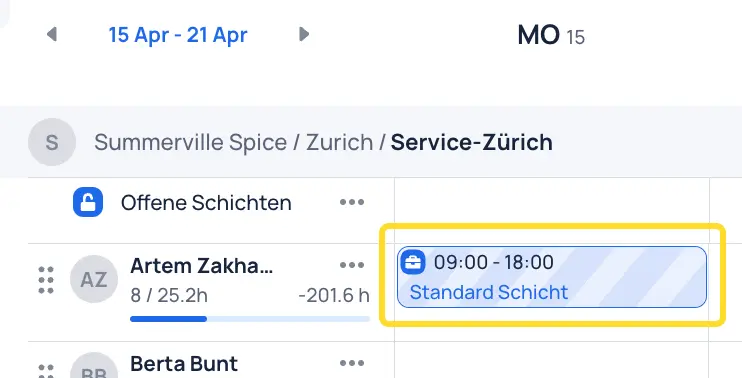 15 Apr - 21 Apr
MO 15
S
Summerville Spice / Zurich / Service-Zürich
Offene Schichten
AZ
Artem Zakha...
8 / 25.2h
-201.6 h
09:00 - 18:00
Standard Schicht
BB
Berta Bunt